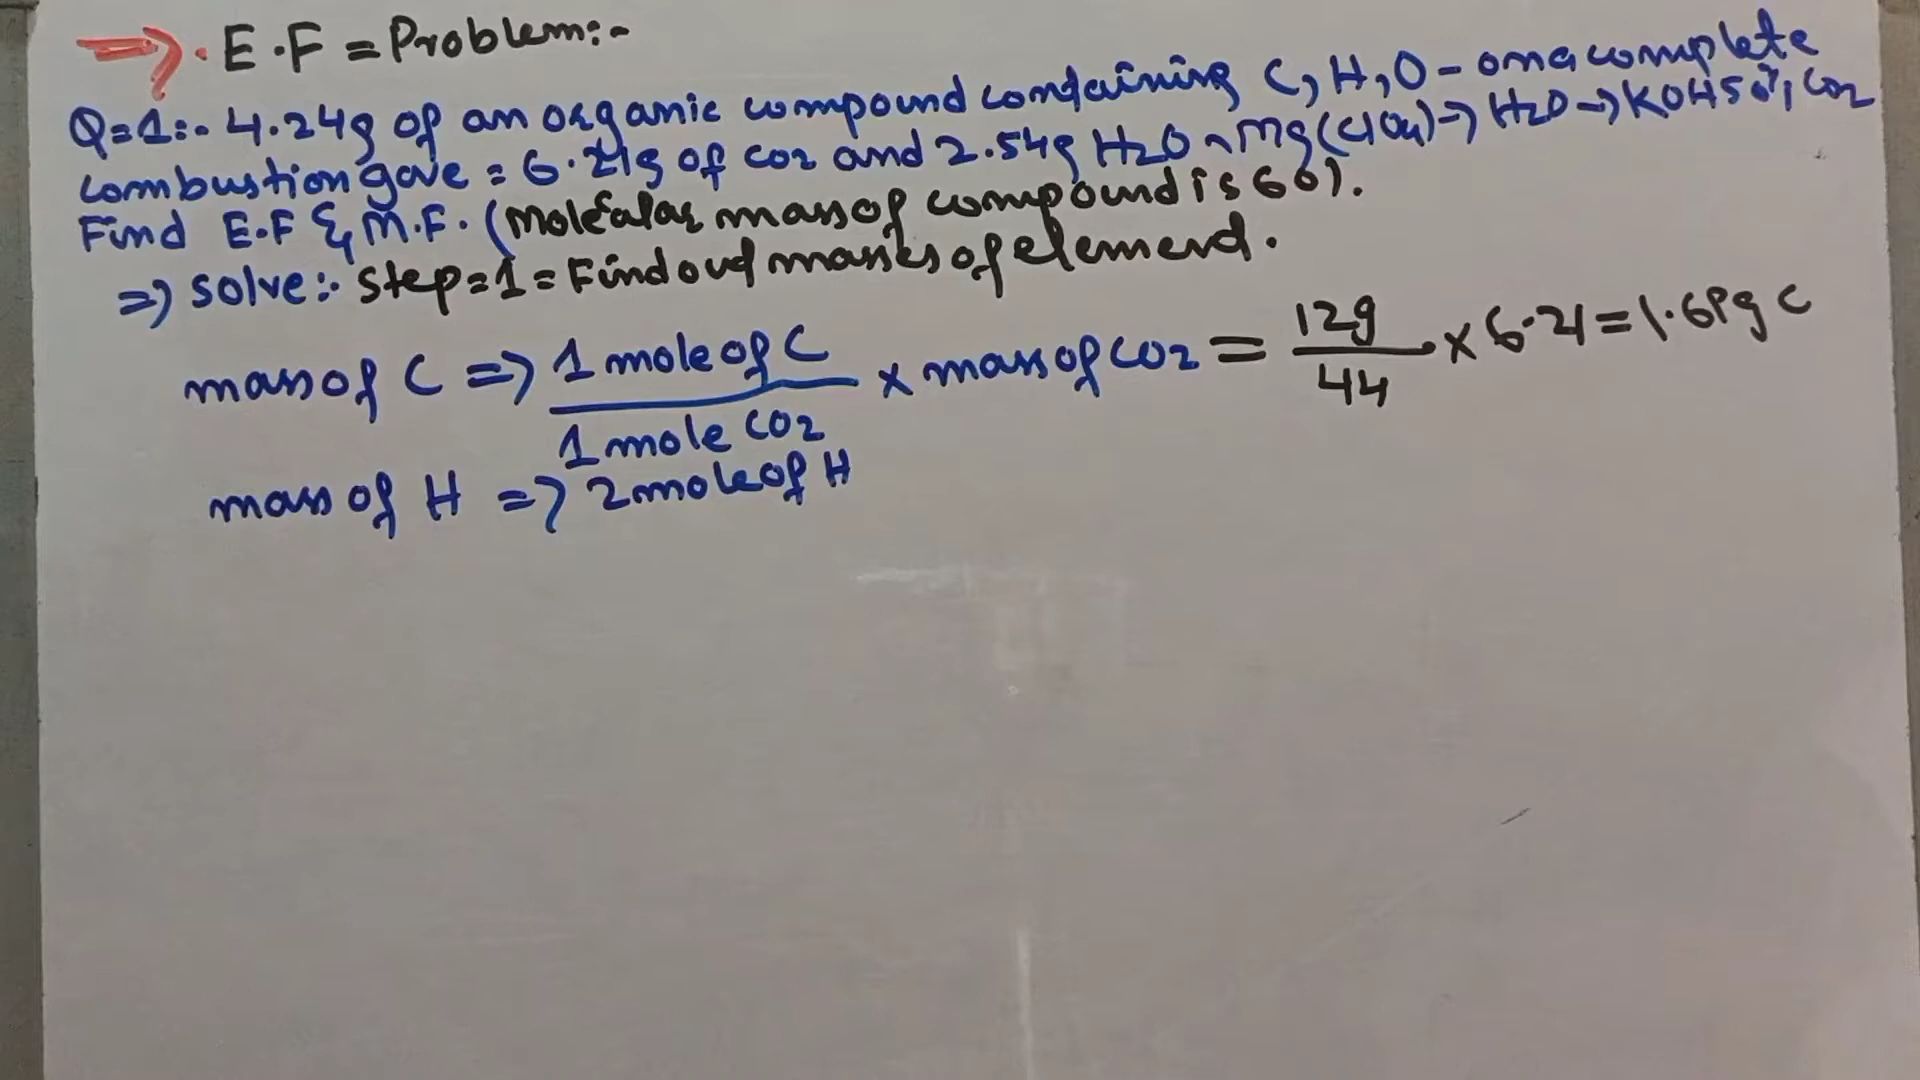 → . E.F = Problem:-
Q=1:- 4.24g of an organic compound containing C, H, O - on a complete
combustion gave = 6.21g of CO2 and 2.54g H2O, Mg(ClO4) → H2O → KOH 50%, CO2
Find E.F & M.F. (Molecular mass of compound is 60).
=> Solve:- Step=1 = Find out masses of element.
mass of C => 1 mole of C / 1 mole CO2 x mass of CO2 = 12g / 44 x 6.21 = 1.69g C
mass of H => 2 mole of H